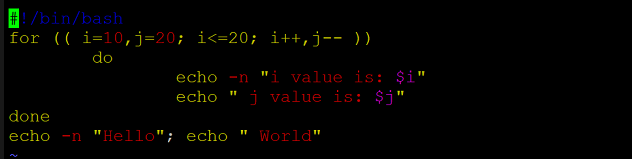 #!/bin/bash
for (( i=10,j=20; i<=20; i++,j-- ))
        do
                echo -n "i value is: $i"
                echo " j value is: $j"
done
echo -n "Hello"; echo " World"
~